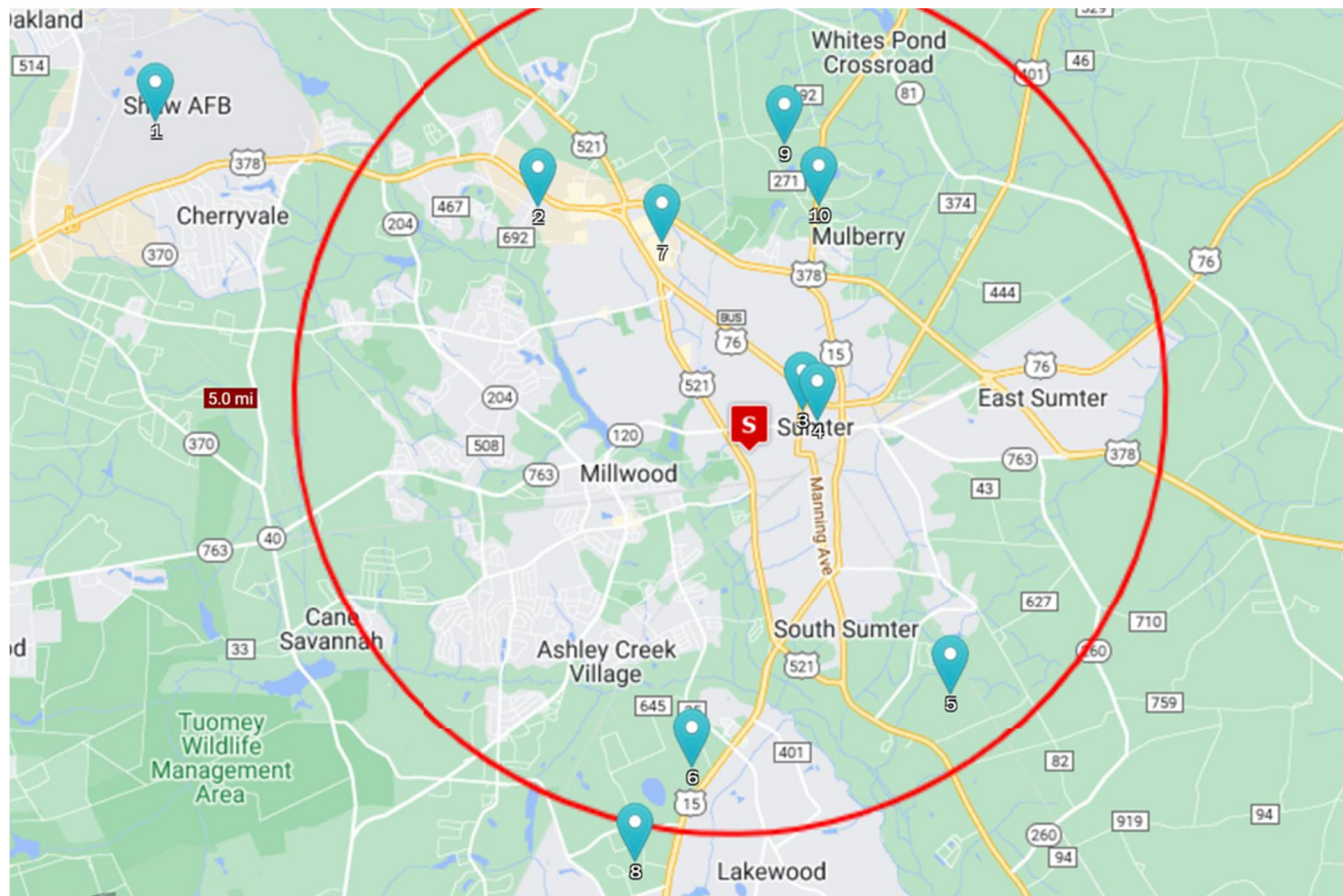 Oakland
514
Shaw AFB
1
378
Cherryvale
370
204
467
692
2
521
7
Whites Pond
Crossroad
92
9
81
271
10
Mulberry
374
329
46
401
76
444
378
BUS
76
15
521
3
4
S
Sumter
76
East Sumter
763
378
43
5.0 mi
370
204
508
120
763
Millwood
Manning Ave
763
40
Cane
Savannah
33
Ashley Creek
Village
South Sumter
521
627
710
260
5
759
645
6
401
82
15
8
Lakewood
919
94
260
94
Tuomey
Wildlife
Management
Area